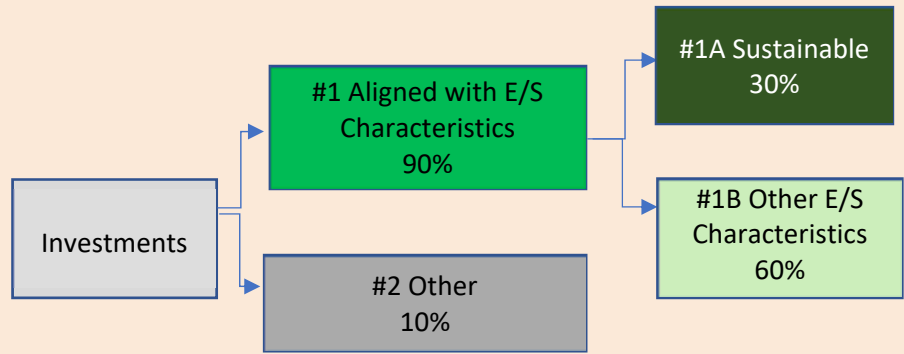 Investments
#1 Aligned with E/S
Characteristics
90%
#2 Other
10%
#1A Sustainable
30%
#1B Other E/S
Characteristics
60%